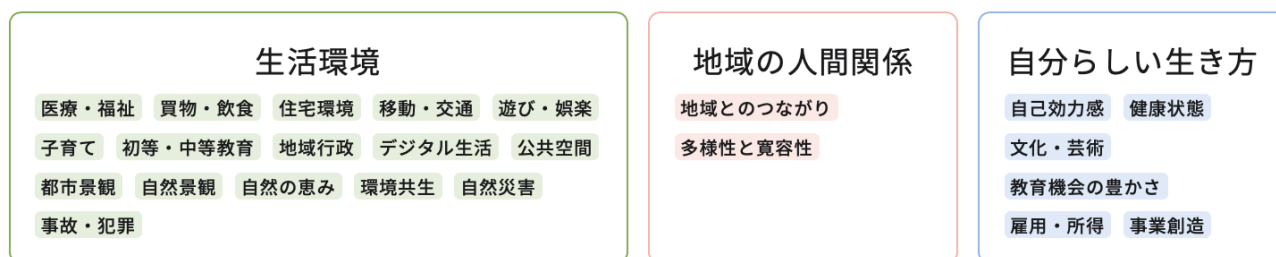 生活環境
医療・福祉 買物・飲食 住宅環境 移動・交通 遊び・娯楽
子育て 初等・中等教育 地域行政 デジタル生活 公共空間
都市景観 自然景観 自然の恵み 環境共生 自然災害
事故・犯罪
地域の人間関係
地域とのつながり
多様性と寛容性
自分らしい生き方
自己効力感 健康状態
文化・芸術
教育機会の豊かさ
雇用・所得 事業創造